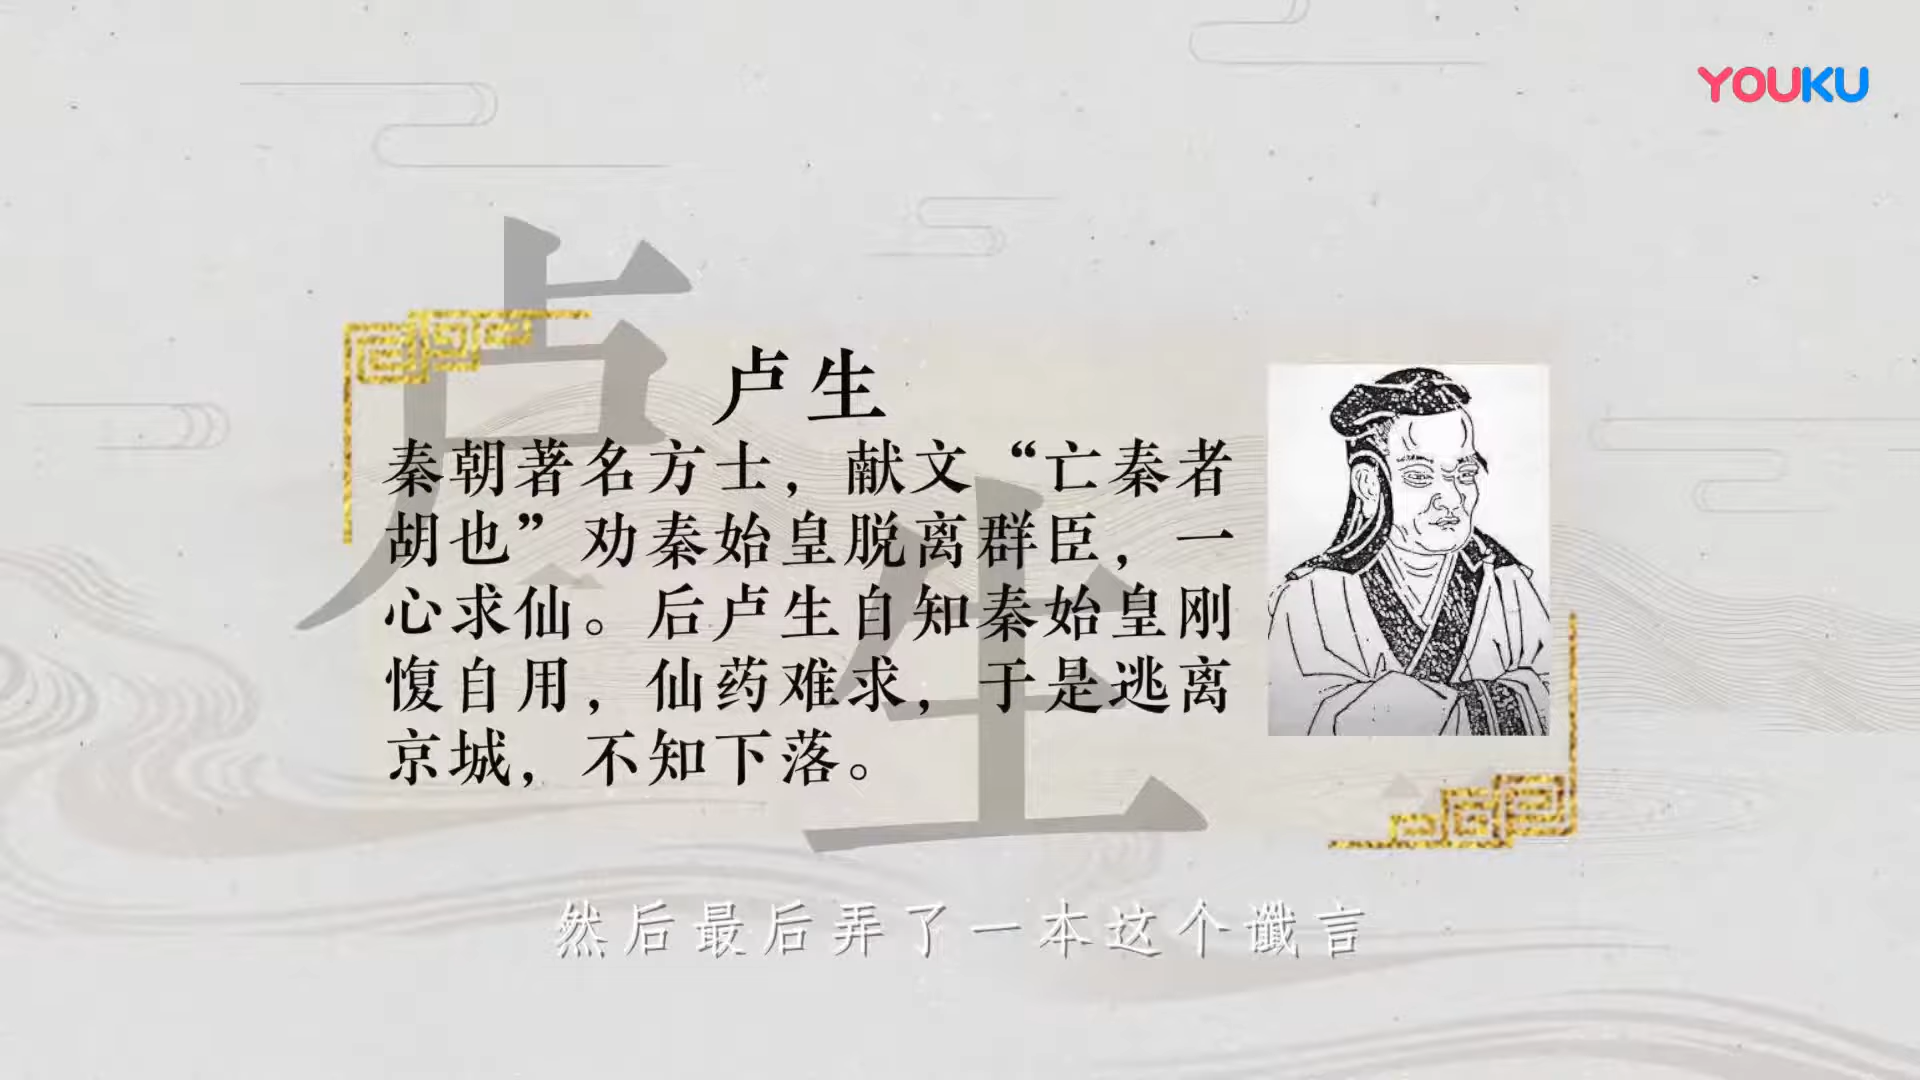 YOUKU
卢生
卢生
秦朝著名方士，献文“亡秦者
胡也”劝秦始皇脱离群臣，一
心求仙。后卢生自知秦始皇刚
愎自用，仙药难求，于是逃离
京城，不知下落。
然后最后弄了一本这个谶言